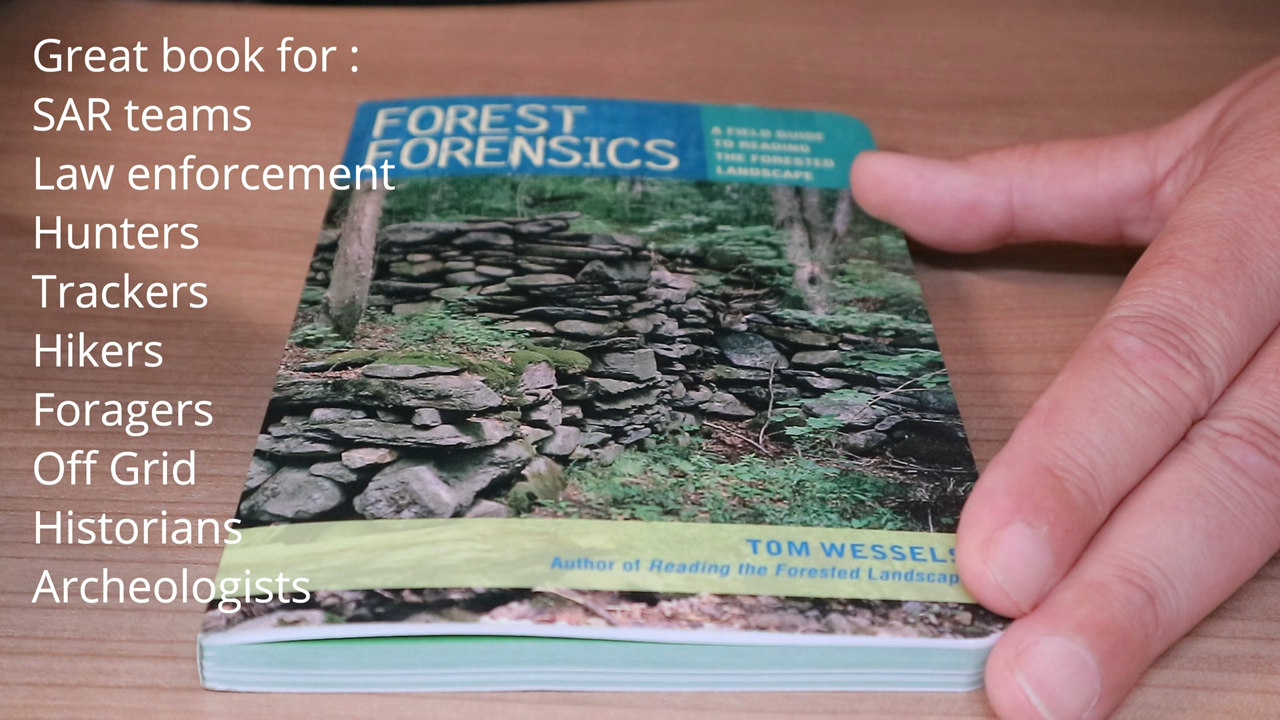 Great book for :
SAR teams
Law enforcement
Hunters
Trackers
Hikers
Foragers
Off Grid
Historians
Archeologists
FOREST
FORENSICS
A FIELD GUIDE
TO READING
THE FORESTED
LANDSCAPE
TOM WESSELS
Author of Reading the Forested Landscap